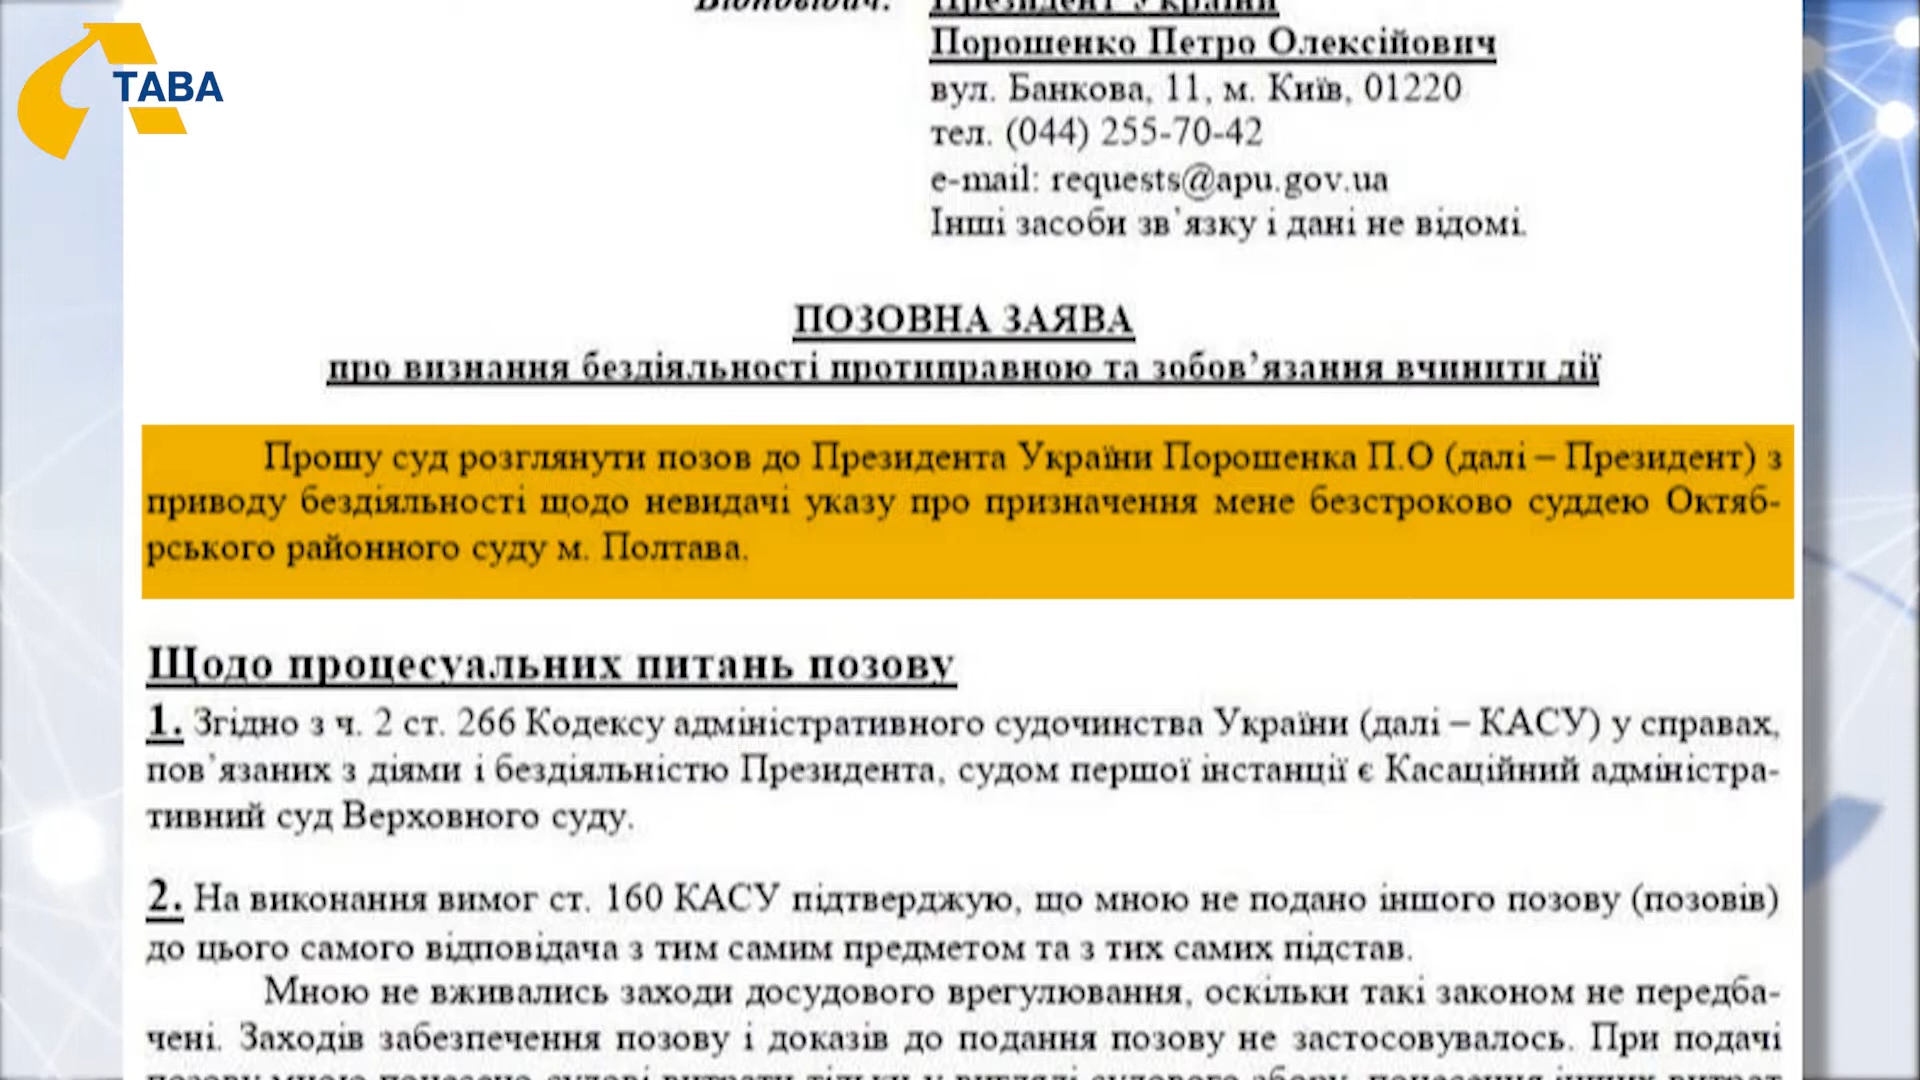 ТАВА
Відповідач:
Президент України
Порошенко Петро Олексійович
вул. Банкова, 11, м. Київ, 01220
тел. (044) 255-70-42
e-mail: requests@apu.gov.ua
Інші засоби зв`язку і дані не відомі.
ПОЗОВНА ЗАЯВА
про визнання бездіяльності протиправною та зобов’язання вчинити дії
Прошу суд розглянути позов до Президента України Порошенка П.О (далі – Президент) з
приводу бездіяльності щодо невидачі указу про призначення мене безстроково суддею Октяб-
рського районного суду м. Полтава.
Щодо процесуальних питань позову
1. Згідно з ч. 2 ст. 266 Кодексу адміністративного судочинства України (далі – КАСУ) у справах,
пов`язаних з діями і бездіяльністю Президента, судом першої інстанції є Касаційний адміністра-
тивний суд Верховного суду.
2. На виконання вимог ст. 160 КАСУ підтверджую, що мною не подано іншого позову (позовів)
до цього самого відповідача з тим самим предметом та з тих самих підстав.
Мною не вживались заходи досудового врегулювання, оскільки такі законом не передба-
чені. Заходів забезпечення позову і доказів до подання позову не застосовувалось. При подачі